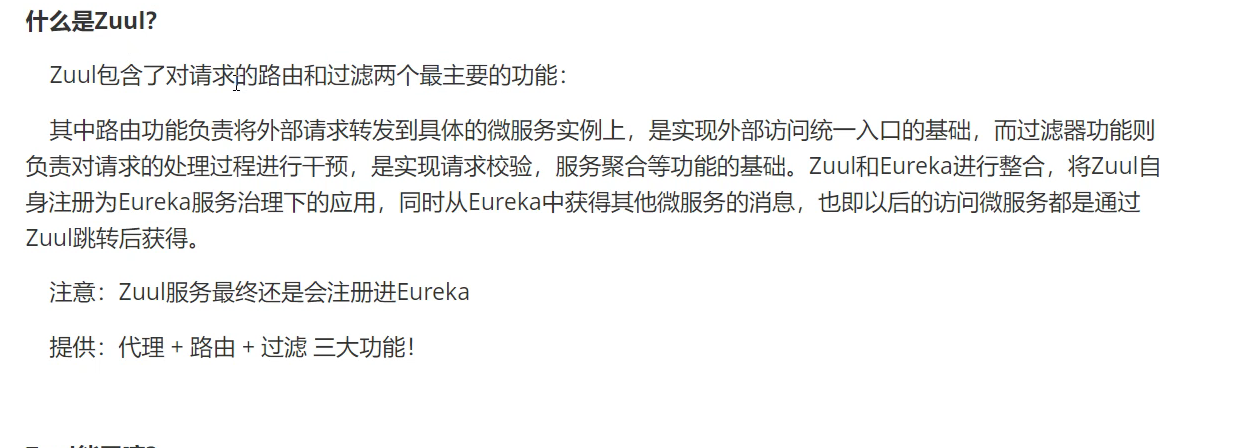 什么是Zuul？
Zuul包含了对请求的路由和过滤两个最主要的功能：
其中路由功能负责将外部请求转发到具体的微服务实例上，是实现外部访问统一入口的基础，而过滤器功能则
负责对请求的处理过程进行干预，是实现请求校验，服务聚合等功能的基础。Zuul和Eureka进行整合，将Zuul自
身注册为Eureka服务治理下的应用，同时从Eureka中获得其他微服务的消息，也即以后的访问微服务都是通过
Zuul跳转后获得。
注意：Zuul服务最终还是会注册进Eureka
提供：代理 + 路由 + 过滤 三大功能！